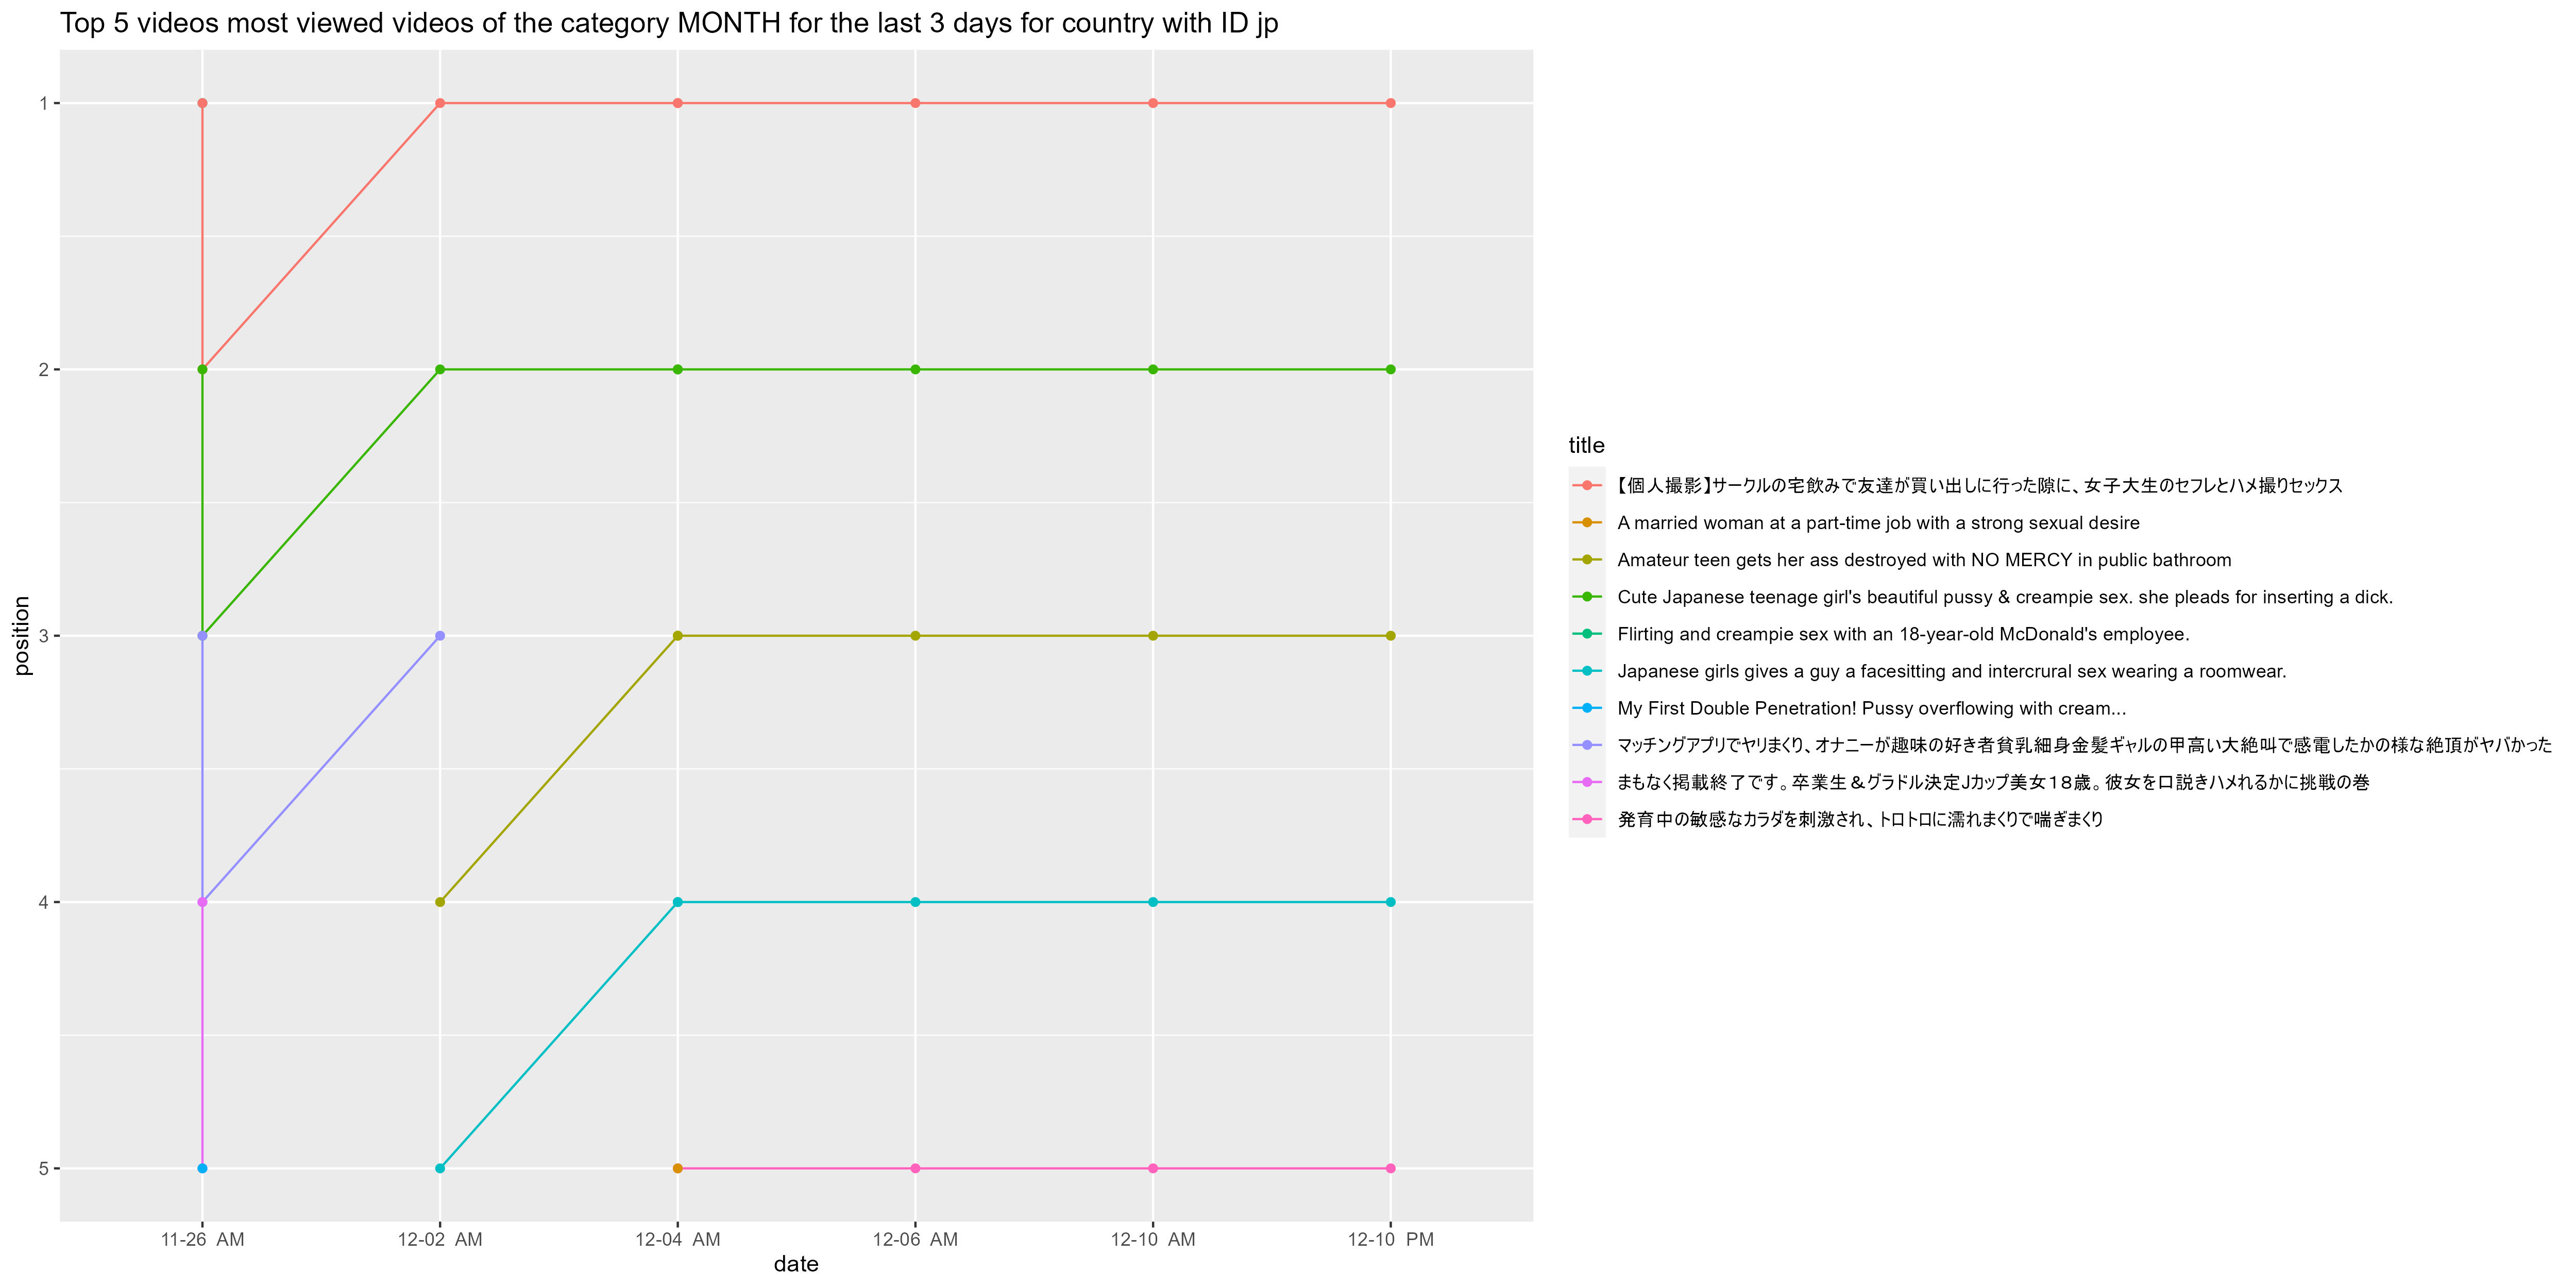 Top 5 videos most viewed videos of the category MONTH for the last 3 days for country with ID jp
position
1
2
3
4
5
11-26 AM
12-02 AM
12-04 AM
12-06 AM
12-10 AM
12-10 PM
date
title
【個人撮影】サークルの宅飲みで友達が買い出しに行った隙に、女子大生のセフレとハメ撮りセックス
A married woman at a part-time job with a strong sexual desire
Amateur teen gets her ass destroyed with NO MERCY in public bathroom
Cute Japanese teenage girl's beautiful pussy & creampie sex. she pleads for inserting a dick.
Flirting and creampie sex with an 18-year-old McDonald's employee.
Japanese girls gives a guy a facesitting and intercrural sex wearing a roomwear.
My First Double Penetration! Pussy overflowing with cream...
マッチングアプリでヤリまくり、オナニーが趣味の好き者貧乳細身金髪ギャルの甲高い大絶叫で感電したかの様な絶頂がヤバかった
まもなく掲載終了です。卒業生＆グラドル決定Jカップ美女１８歳。彼女を口説きハメれるかに挑戦の巻
発育中の敏感なカラダを刺激され、トロトロに濡れまくりで喘ぎまくり